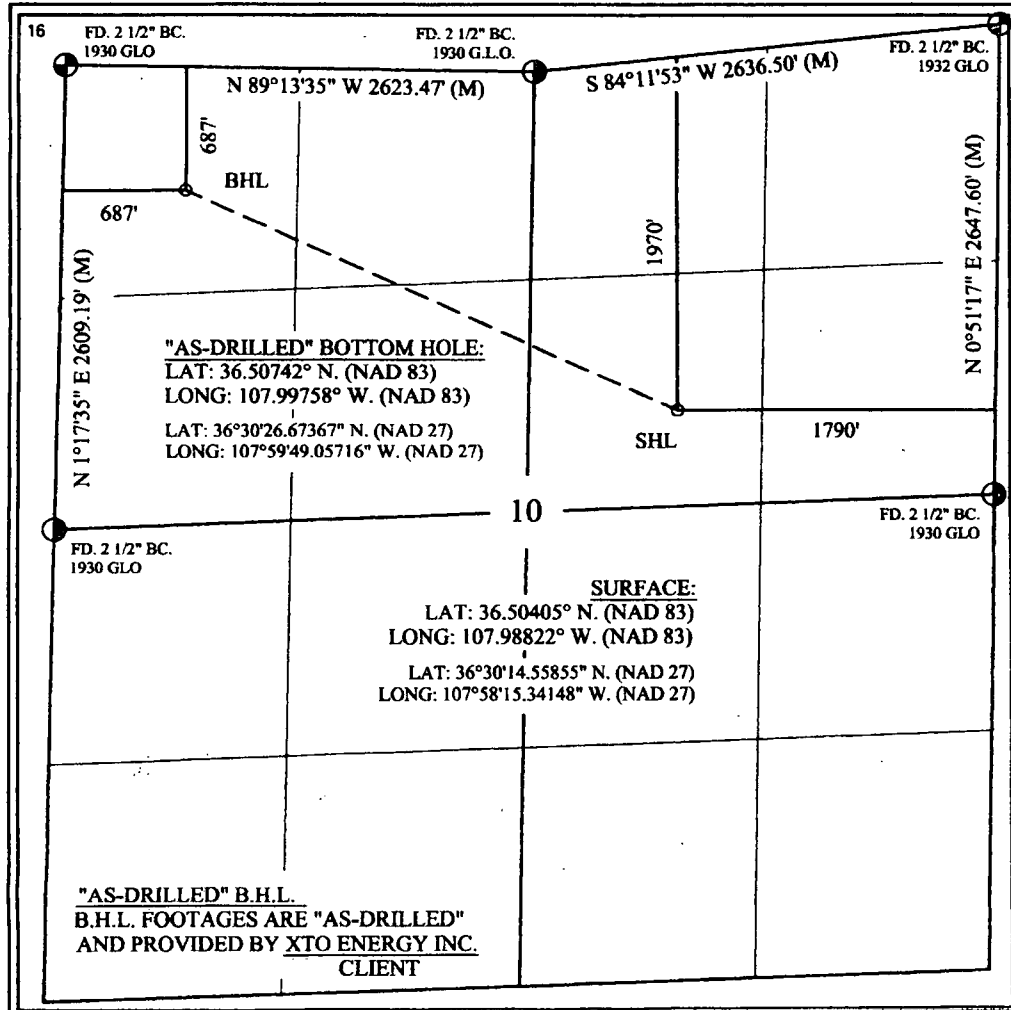 16
FD. 2 1/2" BC.
1930 GLO
FD. 2 1/2" BC.
1930 G.L.O.
FD. 2 1/2" BC.
1932 GLO
N 89°13'35" W 2623.47' (M)
S 84°11'53" W 2636.50' (M)
687'
BHL
687'
1970'
N 1°17'35" E 2609.19' (M)
N 0°51'17" E 2647.60' (M)
"AS-DRILLED" BOTTOM HOLE:
LAT: 36.50742° N. (NAD 83)
LONG: 107.99758° W. (NAD 83)
LAT: 36°30'26.67367" N. (NAD 27)
LONG: 107°59'49.05716" W. (NAD 27)
SHL
1790'
10
FD. 2 1/2" BC.
1930 GLO
FD. 2 1/2" BC.
1930 GLO
SURFACE:
LAT: 36.50405° N. (NAD 83)
LONG: 107.98822° W. (NAD 83)
LAT: 36°30'14.55855" N. (NAD 27)
LONG: 107°58'15.34148" W. (NAD 27)
"AS-DRILLED" B.H.L.
B.H.L. FOOTAGES ARE "AS-DRILLED"
AND PROVIDED BY XTO ENERGY INC.
CLIENT